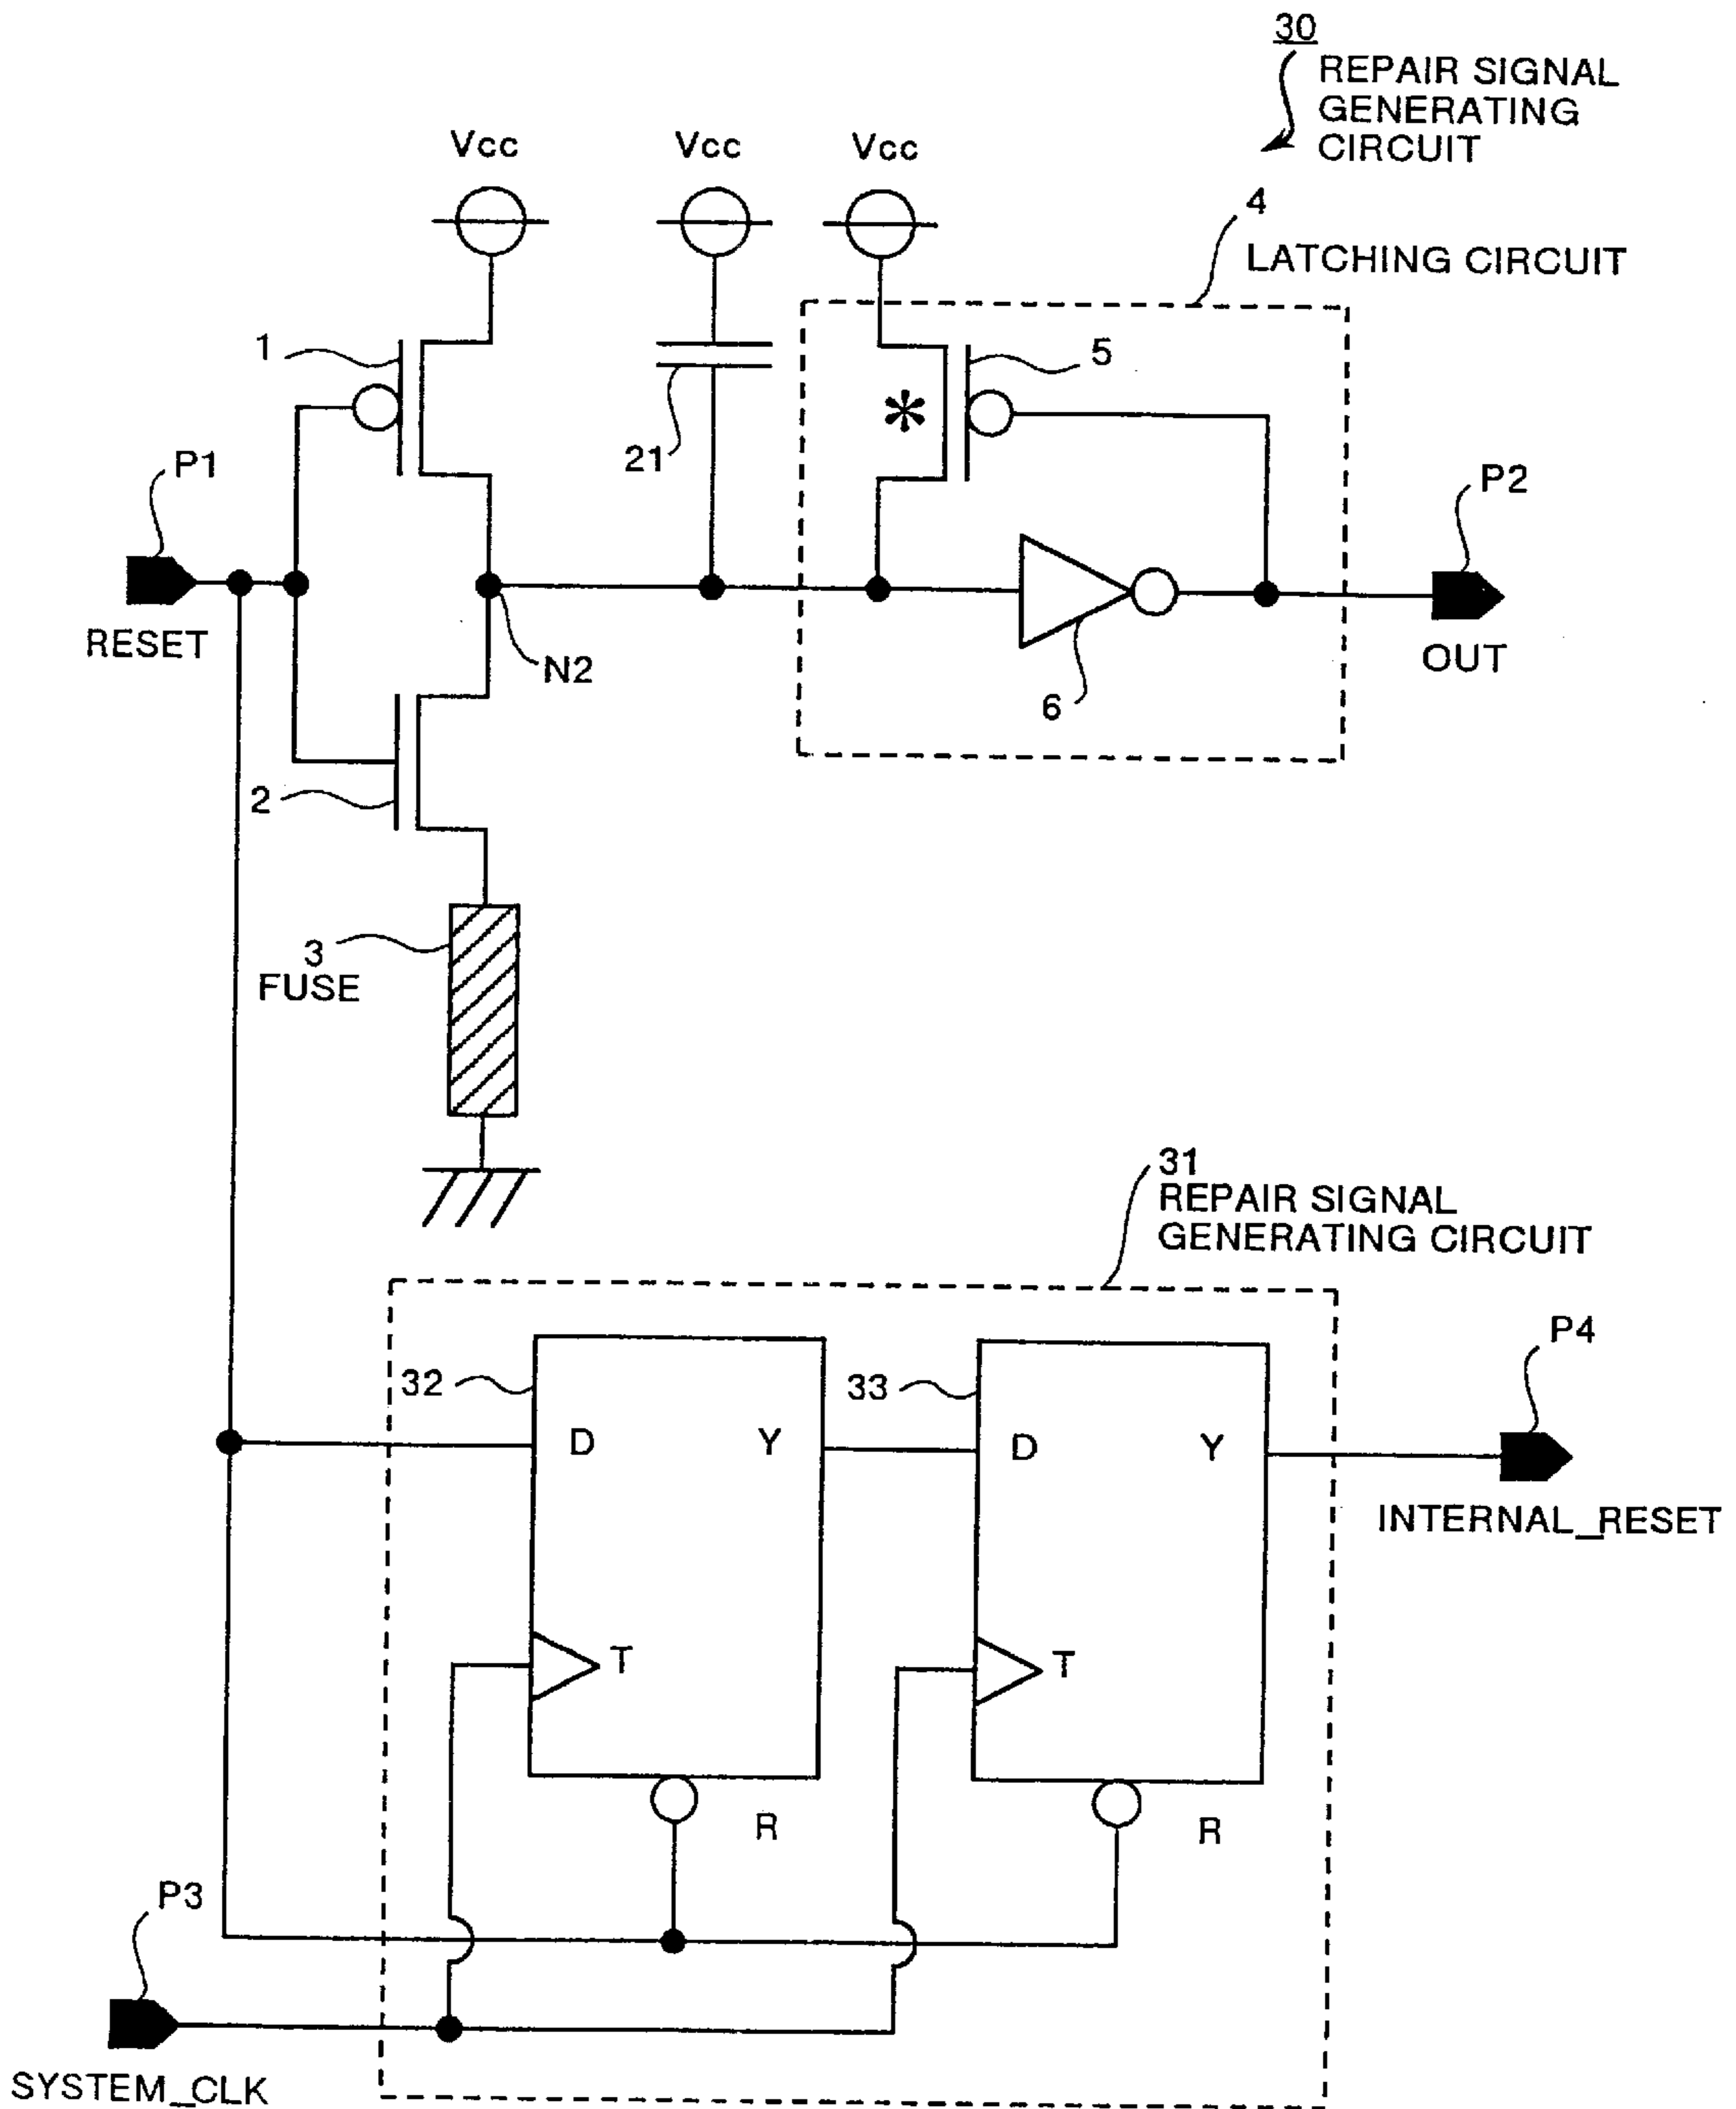 30
REPAIR SIGNAL
GENERATING
CIRCUIT
Vcc
Vcc
Vcc
4
LATCHING CIRCUIT
1
5
*
21
P1
P2
RESET
N2
OUT
6
2
3
FUSE
31
REPAIR SIGNAL
GENERATING CIRCUIT
P4
32
33
D
Y
D
Y
INTERNAL_RESET
T
T
R
R
P3
SYSTEM_CLK